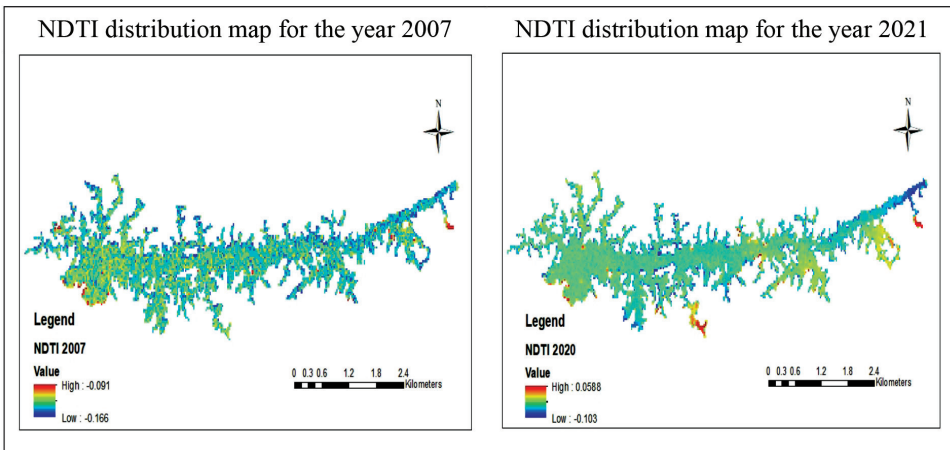 NDTI distribution map for the year 2007
N
Legend
NDTI 2007
Value
High : -0.091
Low : -0.166
0 0.3 0.6 1.2 1.8 2.4
Kilometers
NDTI distribution map for the year 2021
N
Legend
NDTI 2020
Value
High : 0.0588
Low : -0.103
0 0.3 0.6 1.2 1.8 2.4
Kilometers